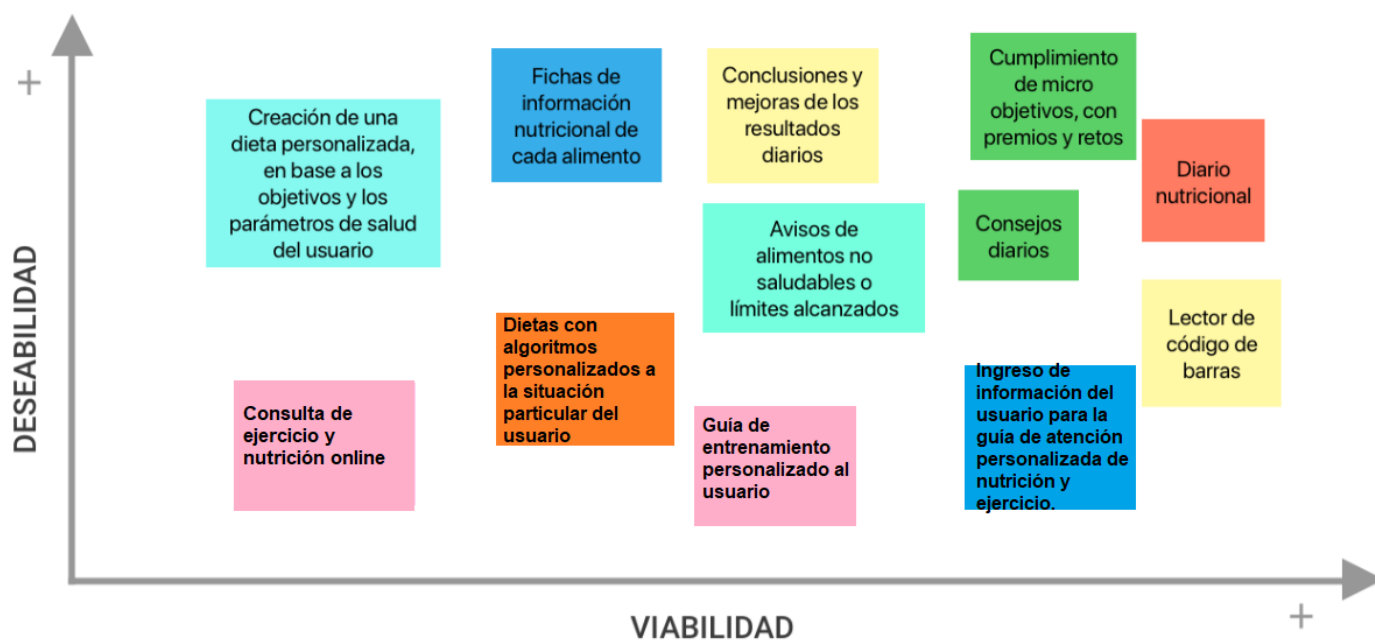 +
DESEABILIDAD
Creación de una
dieta personalizada,
en base a los
objetivos y los
parámetros de salud
del usuario
Fichas de
información
nutricional de
cada alimento
Conclusiones y
mejoras de los
resultados
diarios
Cumplimiento
de micro
objetivos, con
premios y retos
Diario
nutricional
Avisos de
alimentos no
saludables o
límites alcanzados
Consejos
diarios
Lector de
código de
barras
Consulta de
ejercicio y
nutrición online
Dietas con
algoritmos
personalizados a
la situación
particular del
usuario
Guía de
entrenamiento
personalizado al
usuario
Ingreso de
información del
usuario para la
guía de atención
personalizada de
nutrición y
ejercicio.
VIABILIDAD
+